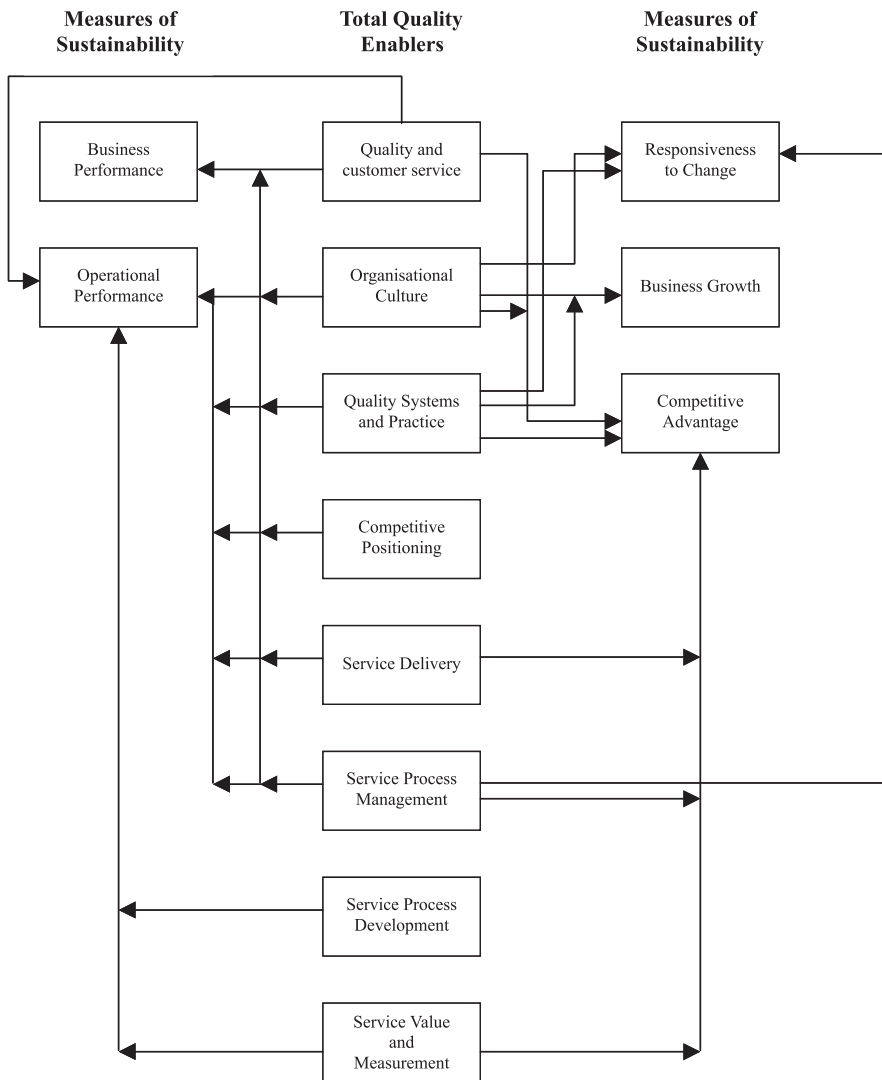 Measures of
Sustainability
Total Quality
Enablers
Measures of
Sustainability
Business
Performance
Quality and
customer service
Responsiveness
to Change
Operational
Performance
Organisational
Culture
Business Growth
Quality Systems
and Practice
Competitive
Advantage
Competitive
Positioning
Service Delivery
Service Process
Management
Service Process
Development
Service Value
and
Measurement